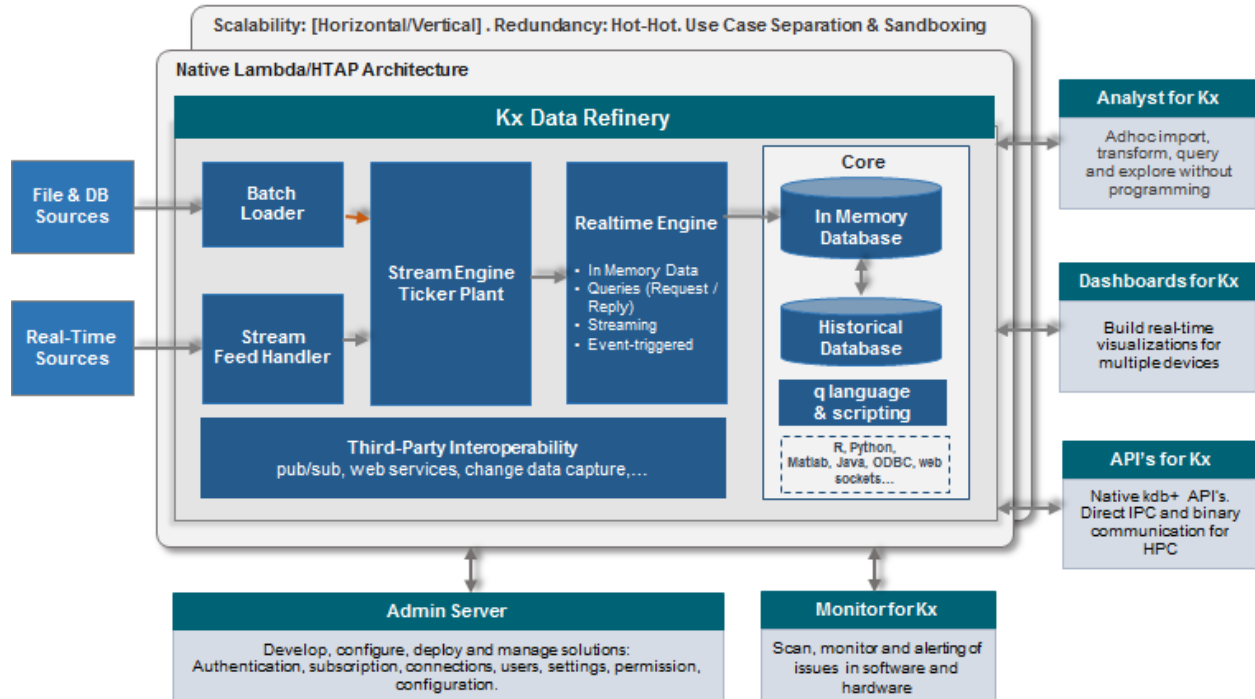 Scalability: [Horizontal/Vertical] . Redundancy: Hot-Hot. Use Case Separation & Sandboxing
Native Lambda/HTAP Architecture
Kx Data Refinery
File & DB
Sources
Real-Time
Sources
Batch
Loader
Stream
Feed Handler
Stream Engine
Ticker Plant
Realtime Engine
▪ In Memory Data
▪ Queries (Request /
Reply)
▪ Streaming
▪ Event-triggered
Core
In Memory
Database
Historical
Database
q language
& scripting
R, Python,
Matlab, Java, ODBC, web
sockets…
Third-Party Interoperability
pub/sub, web services, change data capture,…
Analyst for Kx
Adhoc import,
transform, query
and explore without
programming
Dashboards for Kx
Build real-time
visualizations for
multiple devices
API's for Kx
Native kdb+ API's.
Direct IPC and binary
communication for
HPC
Admin Server
Develop, configure, deploy and manage solutions:
Authentication, subscription, connections, users, settings, permission,
configuration.
Monitor for Kx
Scan, monitor and alerting of
issues in software and
hardware